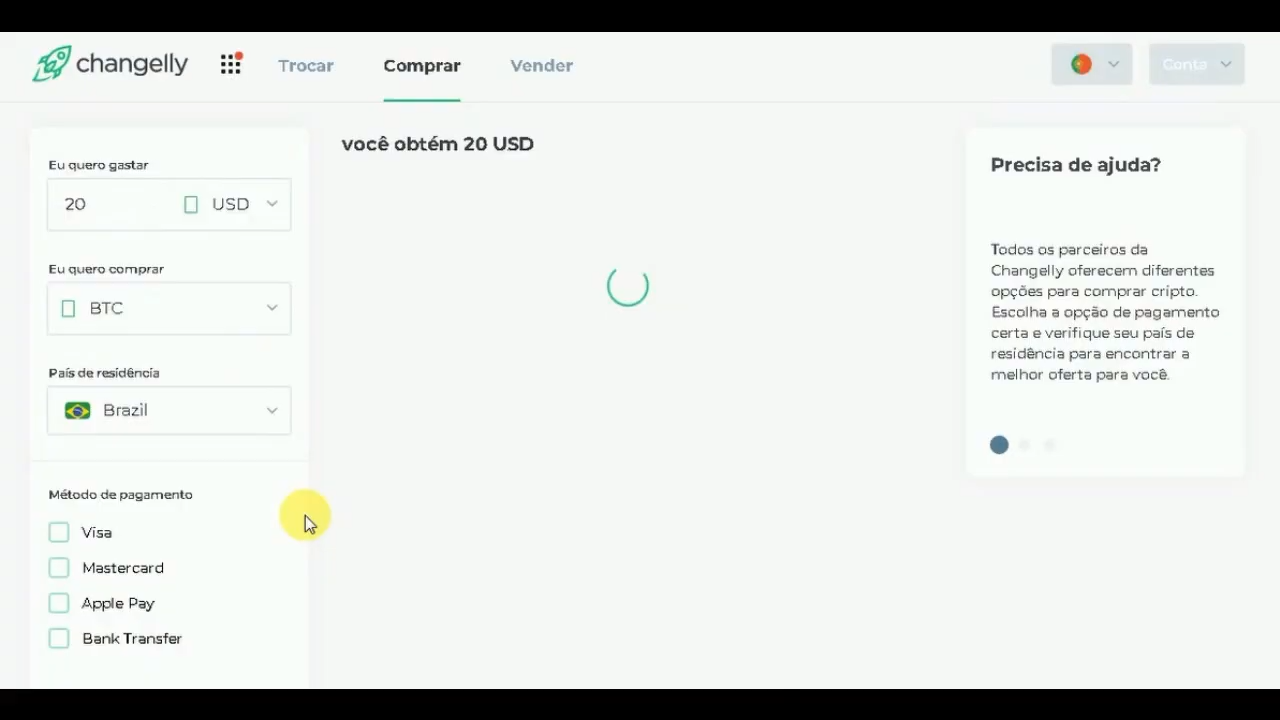 changelly
Trocar
Comprar
Vender
Conta
Eu quero gastar
20
USD
Eu quero comprar
BTC
País de residência
Brazil
Método de pagamento
Visa
Mastercard
Apple Pay
Bank Transfer
você obtém 20 USD
Precisa de ajuda?
Todos os parceiros da
Changelly oferecem diferentes
opções para comprar cripto.
Escolha a opção de pagamento
certa e verifique seu país de
residência para encontrar a
melhor oferta para você.